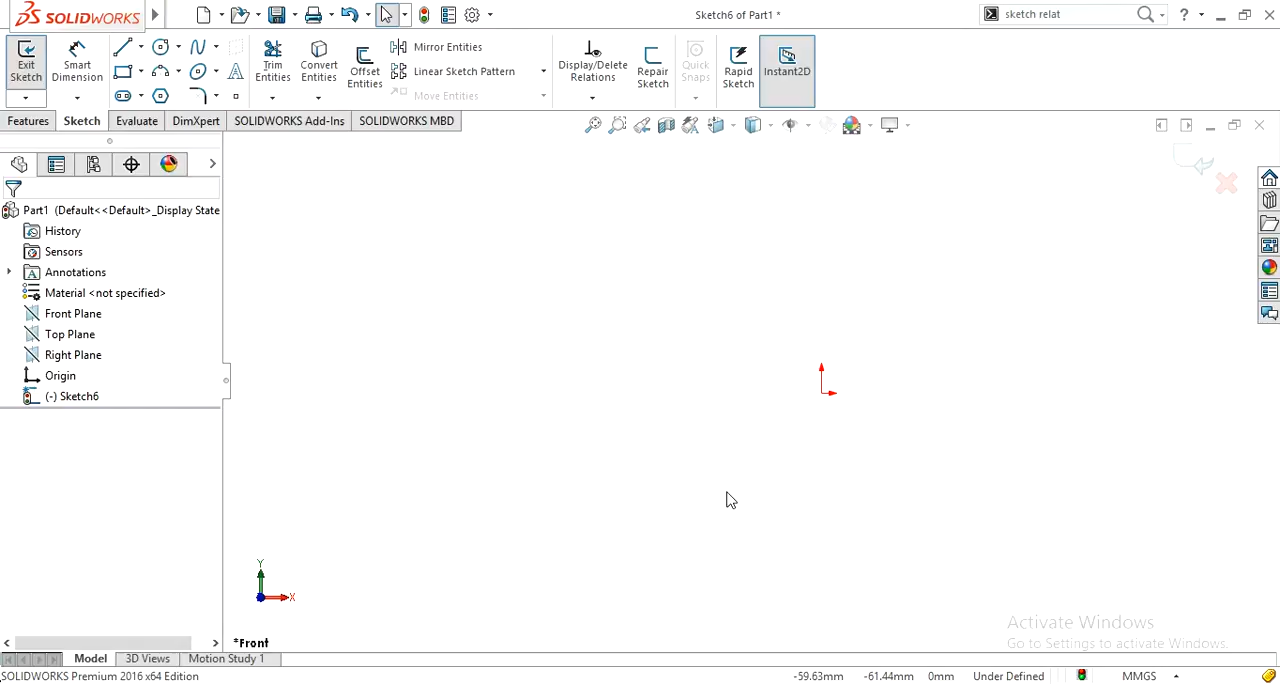 SOLIDWORKS
Sketch6 of Part1 *
sketch relat
Exit Sketch
Smart Dimension
Trim Entities
Convert Entities
Offset Entities
Mirror Entities
Linear Sketch Pattern
Move Entities
Display/Delete Relations
Repair Sketch
Quick Snaps
Rapid Sketch
Instant2D
Features
Sketch
Evaluate
DimXpert
SOLIDWORKS Add-Ins
SOLIDWORKS MBD
Part1 (Default<<Default>_Display State
History
Sensors
Annotations
Material <not specified>
Front Plane
Top Plane
Right Plane
Origin
(-) Sketch6
Y
X
*Front
Activate Windows
Go to Settings to activate Windows.
Model
3D Views
Motion Study 1
SOLIDWORKS Premium 2016 x64 Edition
-59.63mm
-61.44mm
0mm
Under Defined
MMGS